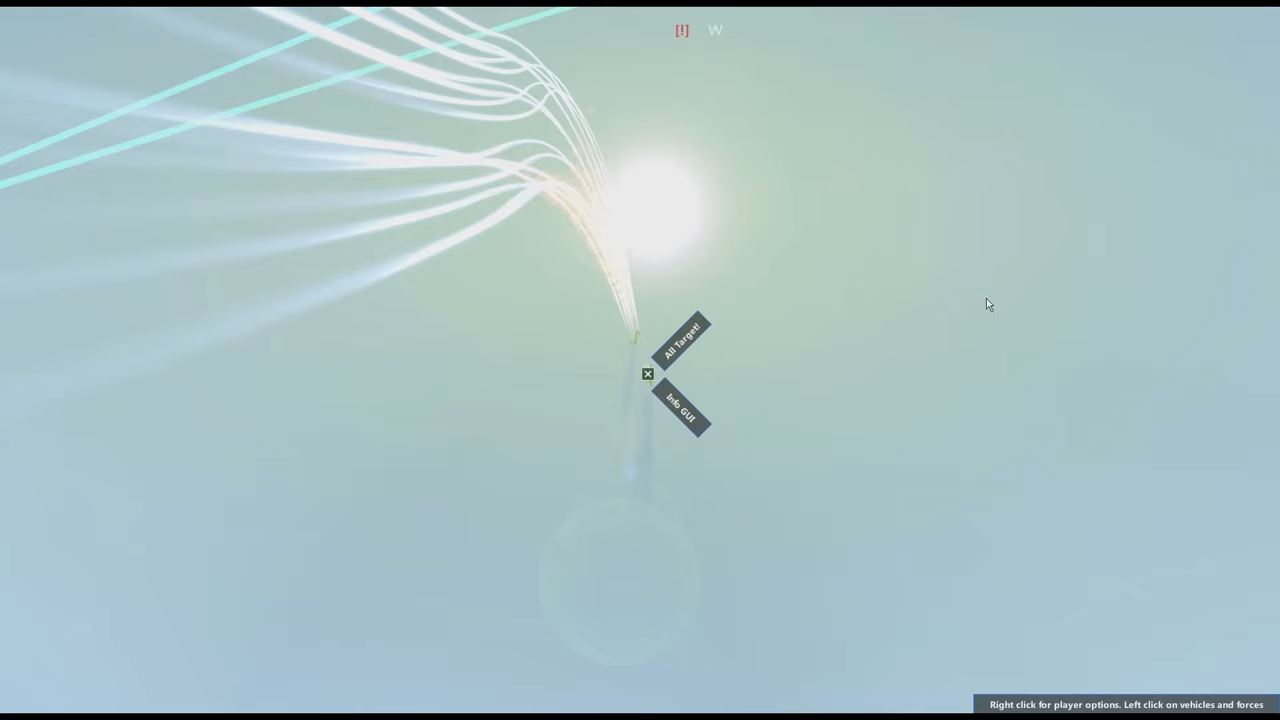 [!] W
All Target!
Info GUI
Right click for player options. Left click on vehicles and forces